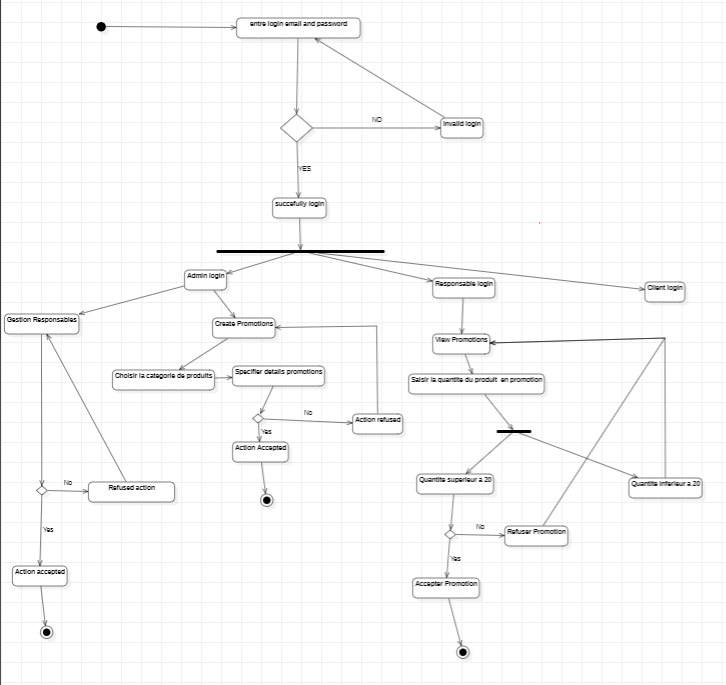 entre login email and password
NO
Invalid login
YES
succefully login
Admin login
Responsable login
Client login
Gestion Responsables
Create Promotions
View Promotions
Choisir la categorie de produits
Specifier details promotions
Saisir la quantite du produit en promotion
No
Action refused
Yes
Action Accepted
No
Refused action
Quantite superieur a 20
Quantite inferieur a 20
Yes
No
Refuser Promotion
Yes
Action accepted
Accepter Promotion